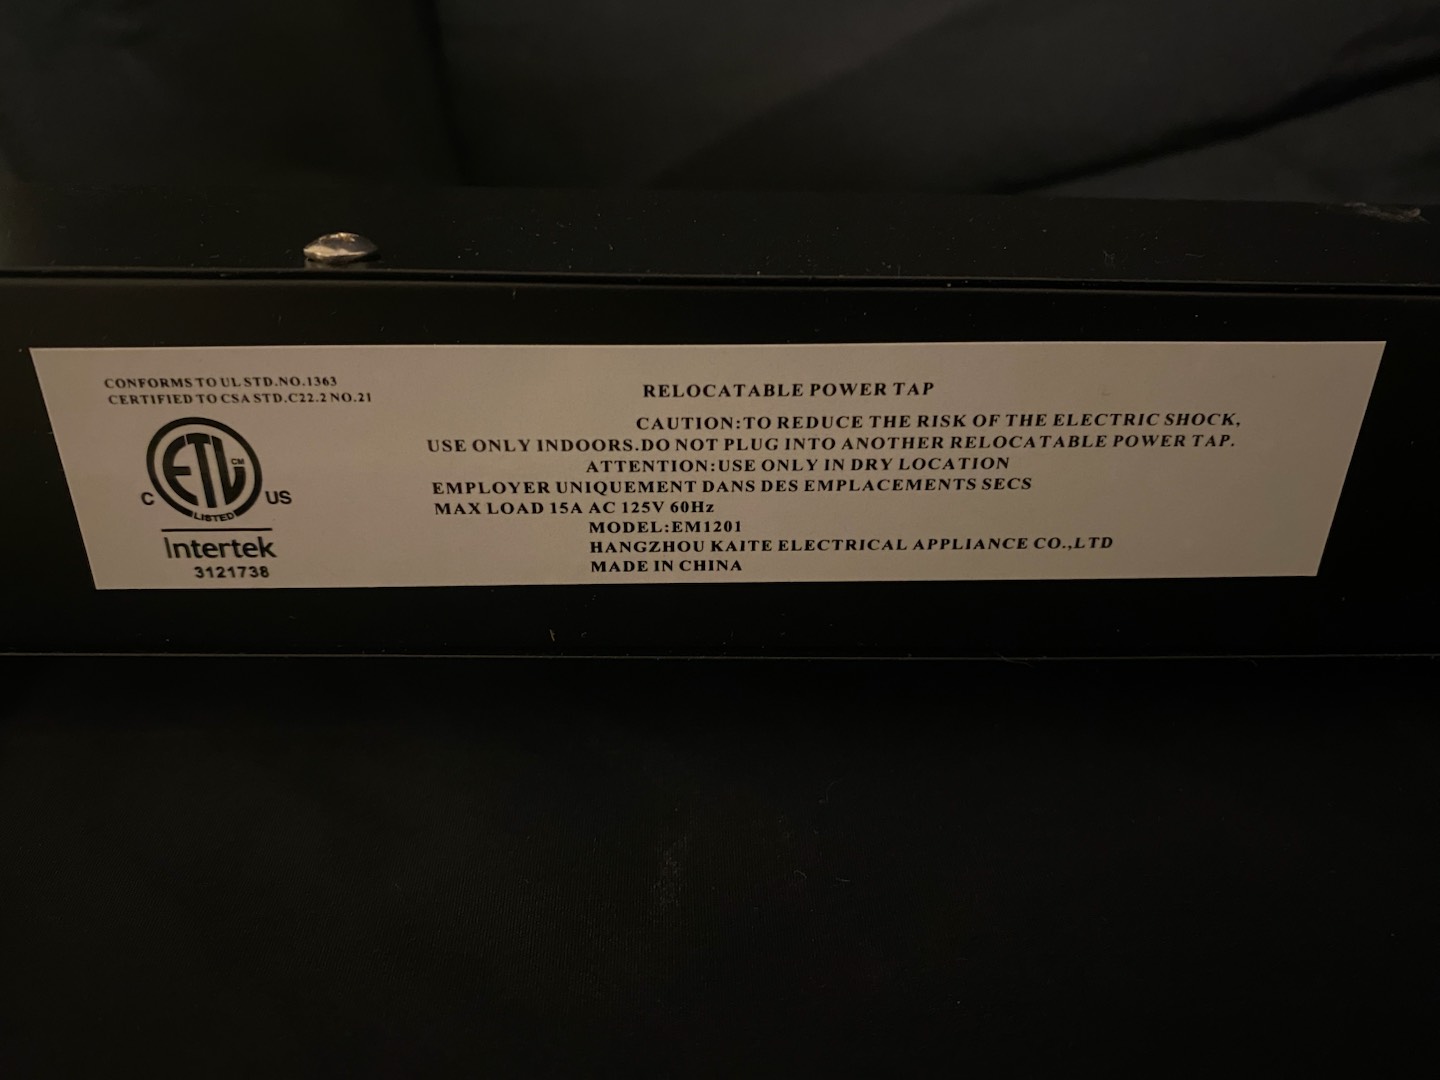 CONFORMS TO UL STD.NO.1363
CERTIFIED TO CSA STD.C22.2 NO.21
ETL CM
C US
LISTED
Intertek
3121738
RELOCATABLE POWER TAP
CAUTION:TO REDUCE THE RISK OF THE ELECTRIC SHOCK,
USE ONLY INDOORS.DO NOT PLUG INTO ANOTHER RELOCATABLE POWER TAP.
ATTENTION:USE ONLY IN DRY LOCATION
EMPLOYER UNIQUEMENT DANS DES EMPLACEMENTS SECS
MAX LOAD 15A AC 125V 60Hz
MODEL:EM1201
HANGZHOU KAITE ELECTRICAL APPLIANCE CO.,LTD
MADE IN CHINA